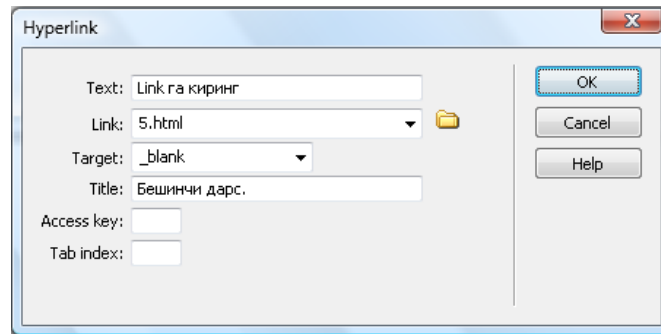 Hyperlink
Text: Link га киринг
Link: 5.html
Target: _blank
Title: Бешинчи дарс.
Access key:
Tab index:
OK
Cancel
Help